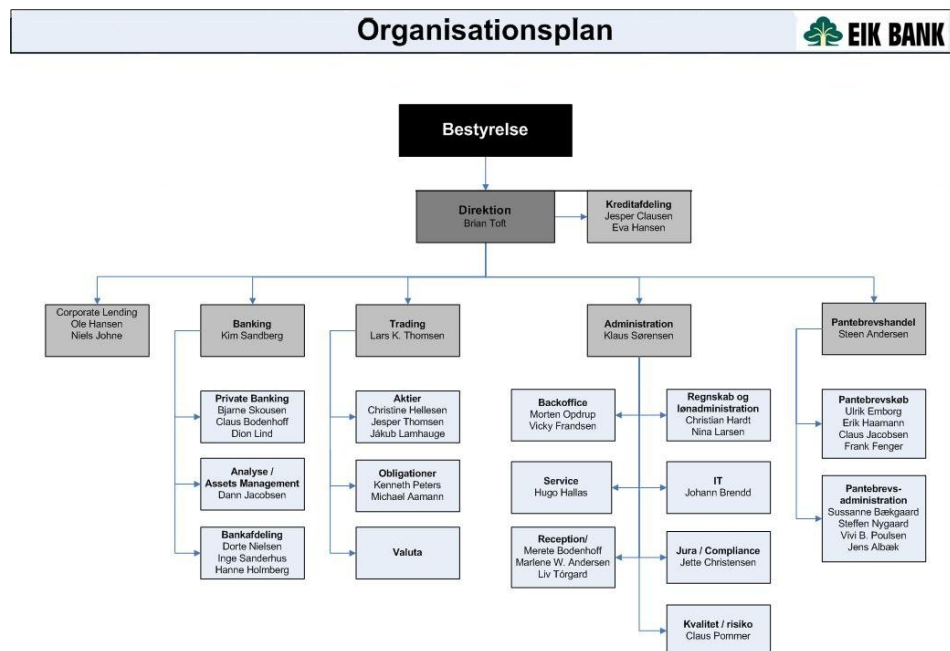 Organisationsplan
EIK BANK
Bestyrelse
Direktion
Brian Toft
Kreditafdeling
Jesper Clausen
Eva Hansen
Corporate Lending
Ole Hansen
Niels Johne
Banking
Kim Sandberg
Trading
Lars K. Thomsen
Administration
Klaus Sørensen
Pantebrevshandel
Steen Andersen
Private Banking
Bjarne Skousen
Claus Bodenhoff
Dion Lind
Analyse /
Assets Management
Dann Jacobsen
Bankafdeling
Dorte Nielsen
Inge Sanderhus
Hanne Holmberg
Aktier
Christine Hellesen
Jesper Thomsen
Jákub Lamhauge
Obligationer
Kenneth Peters
Michael Aamann
Valuta
Backoffice
Morten Opdrup
Vicky Frandsen
Regnskab og
lønadministration
Christian Hardt
Nina Larsen
Service
Hugo Hallas
IT
Johann Brendd
Reception/
Merete Bodenhoff
Marlene W. Andersen
Liv Tórgard
Jura / Compliance
Jette Christensen
Kvalitet / risiko
Claus Pommer
Pantebrevskøb
Ulrik Emborg
Erik Haamann
Claus Jacobsen
Frank Fenger
Pantebrevs-
administration
Sussanne Bækgaard
Steffen Nygaard
Vivi B. Poulsen
Jens Albæk